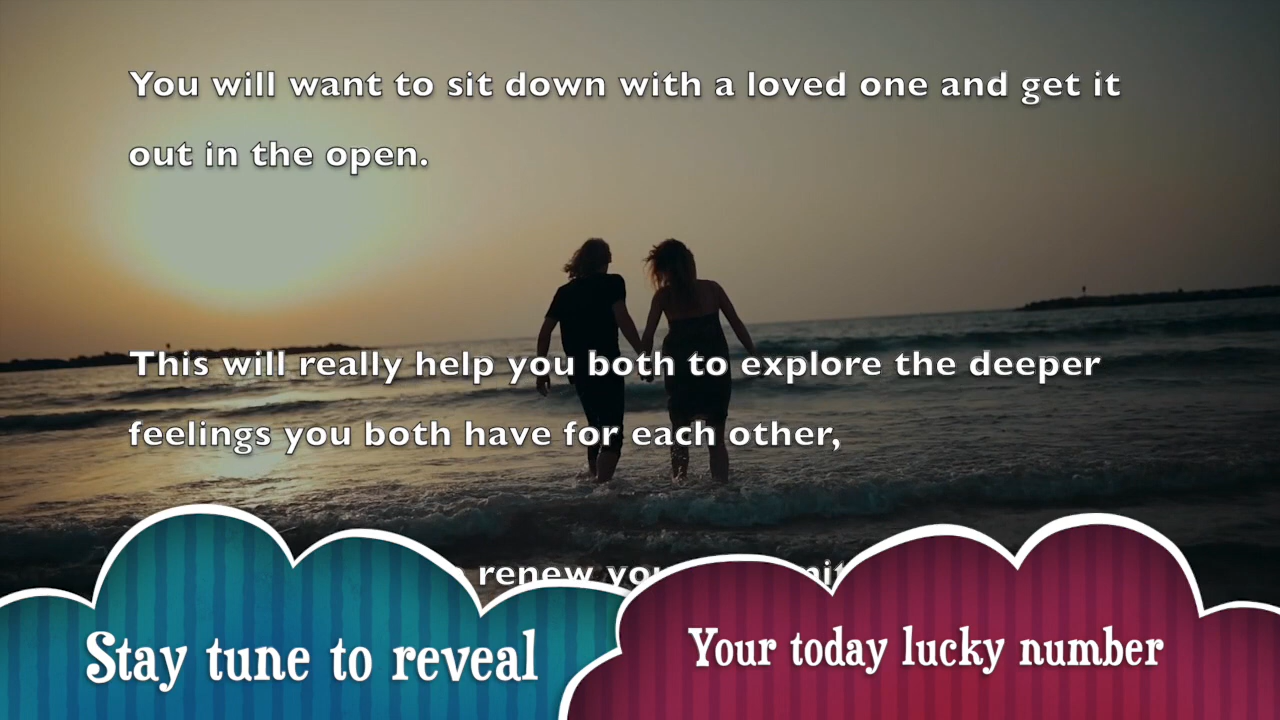 You will want to sit down with a loved one and get it
out in the open.
This will really help you both to explore the deeper
feelings you both have for each other,
renew
Stay tune to reveal
Your today lucky number